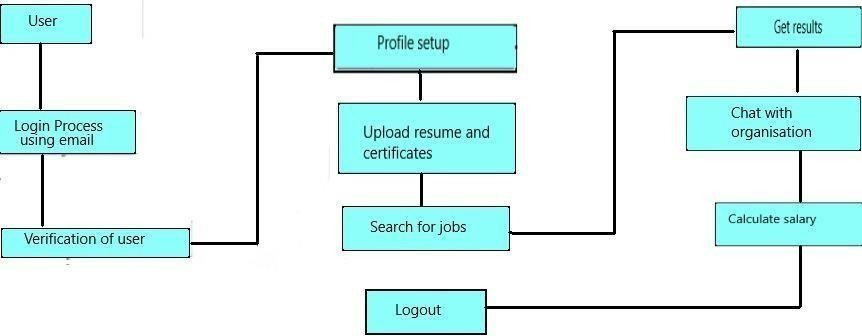 User
Login Process
using email
Verification of user
Profile setup
Upload resume and
certificates
Search for jobs
Get results
Chat with
organisation
Calculate salary
Logout